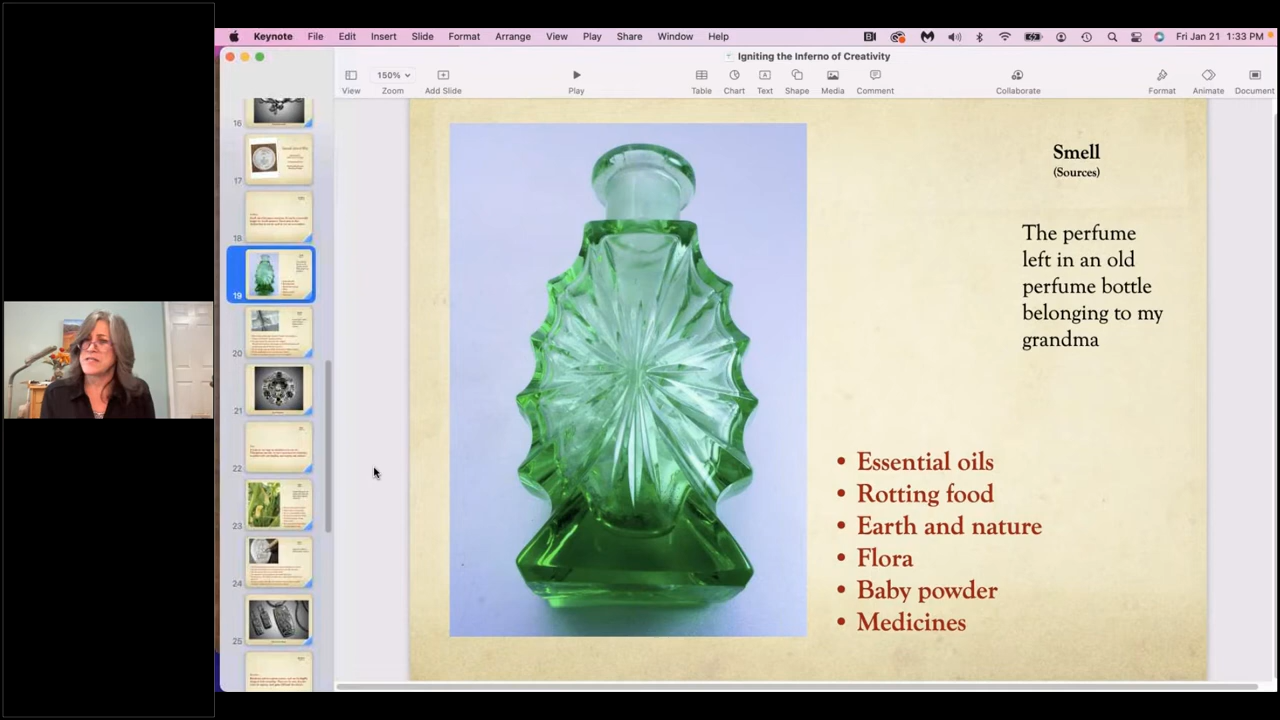 Keynote File Edit Insert Slide Format Arrange View Play Share Window Help Fri Jan 21 1:33 PM
Igniting the Inferno of Creativity
150%
View Zoom Add Slide Play Table Chart Text Shape Media Comment Collaborate Format Animate Document
16
17
18
19
20
21
22
23
24
25
Smell
(Sources)
The perfume
left in an old
perfume bottle
belonging to my
grandma
• Essential oils
• Rotting food
• Earth and nature
• Flora
• Baby powder
• Medicines